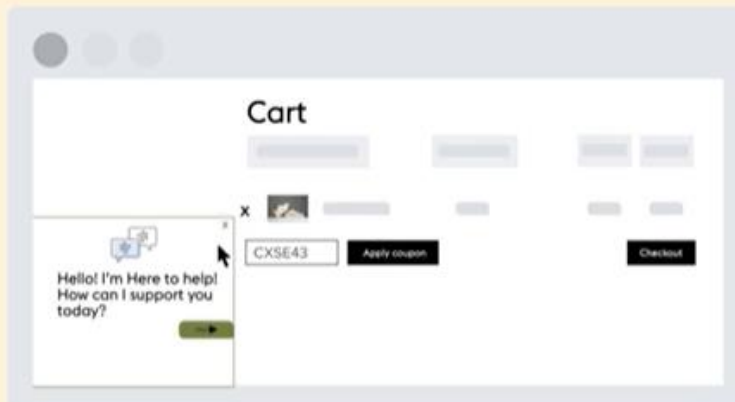 Cart
x
x
CXSE43
Apply coupon
Checkout
Hello! I'm Here to help!
How can I support you
today?